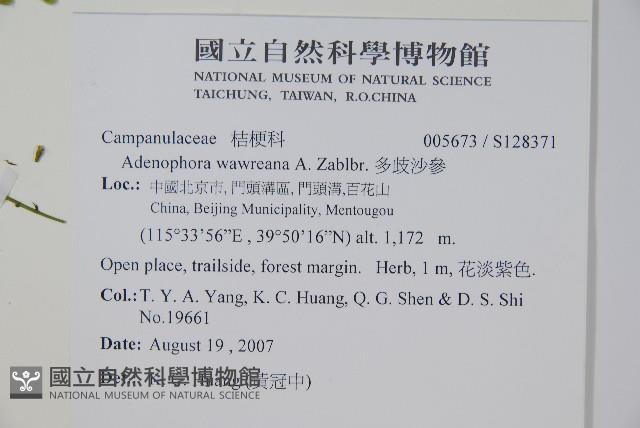 國立自然科學博物館
NATIONAL MUSEUM OF NATURAL SCIENCE
TAICHUNG, TAIWAN, R.O.CHINA
Campanulaceae 桔梗科 005673 / S128371
Adenophora wawreana A. Zablbr. 多歧沙參
Loc.: 中國北京市, 門頭溝區, 門頭溝,百花山
China, Beijing Municipality, Mentougou
(115°33’56”E , 39°50’16”N) alt. 1,172 m.
Open place, trailside, forest margin. Herb, 1 m, 花淡紫色.
Col.: T. Y. A. Yang, K. C. Huang, Q. G. Shen & D. S. Shi
No.19661
Date: August 19 , 2007
(黃冠中)
國立自然科學博物館
NATIONAL MUSEUM OF NATURAL SCIENCE